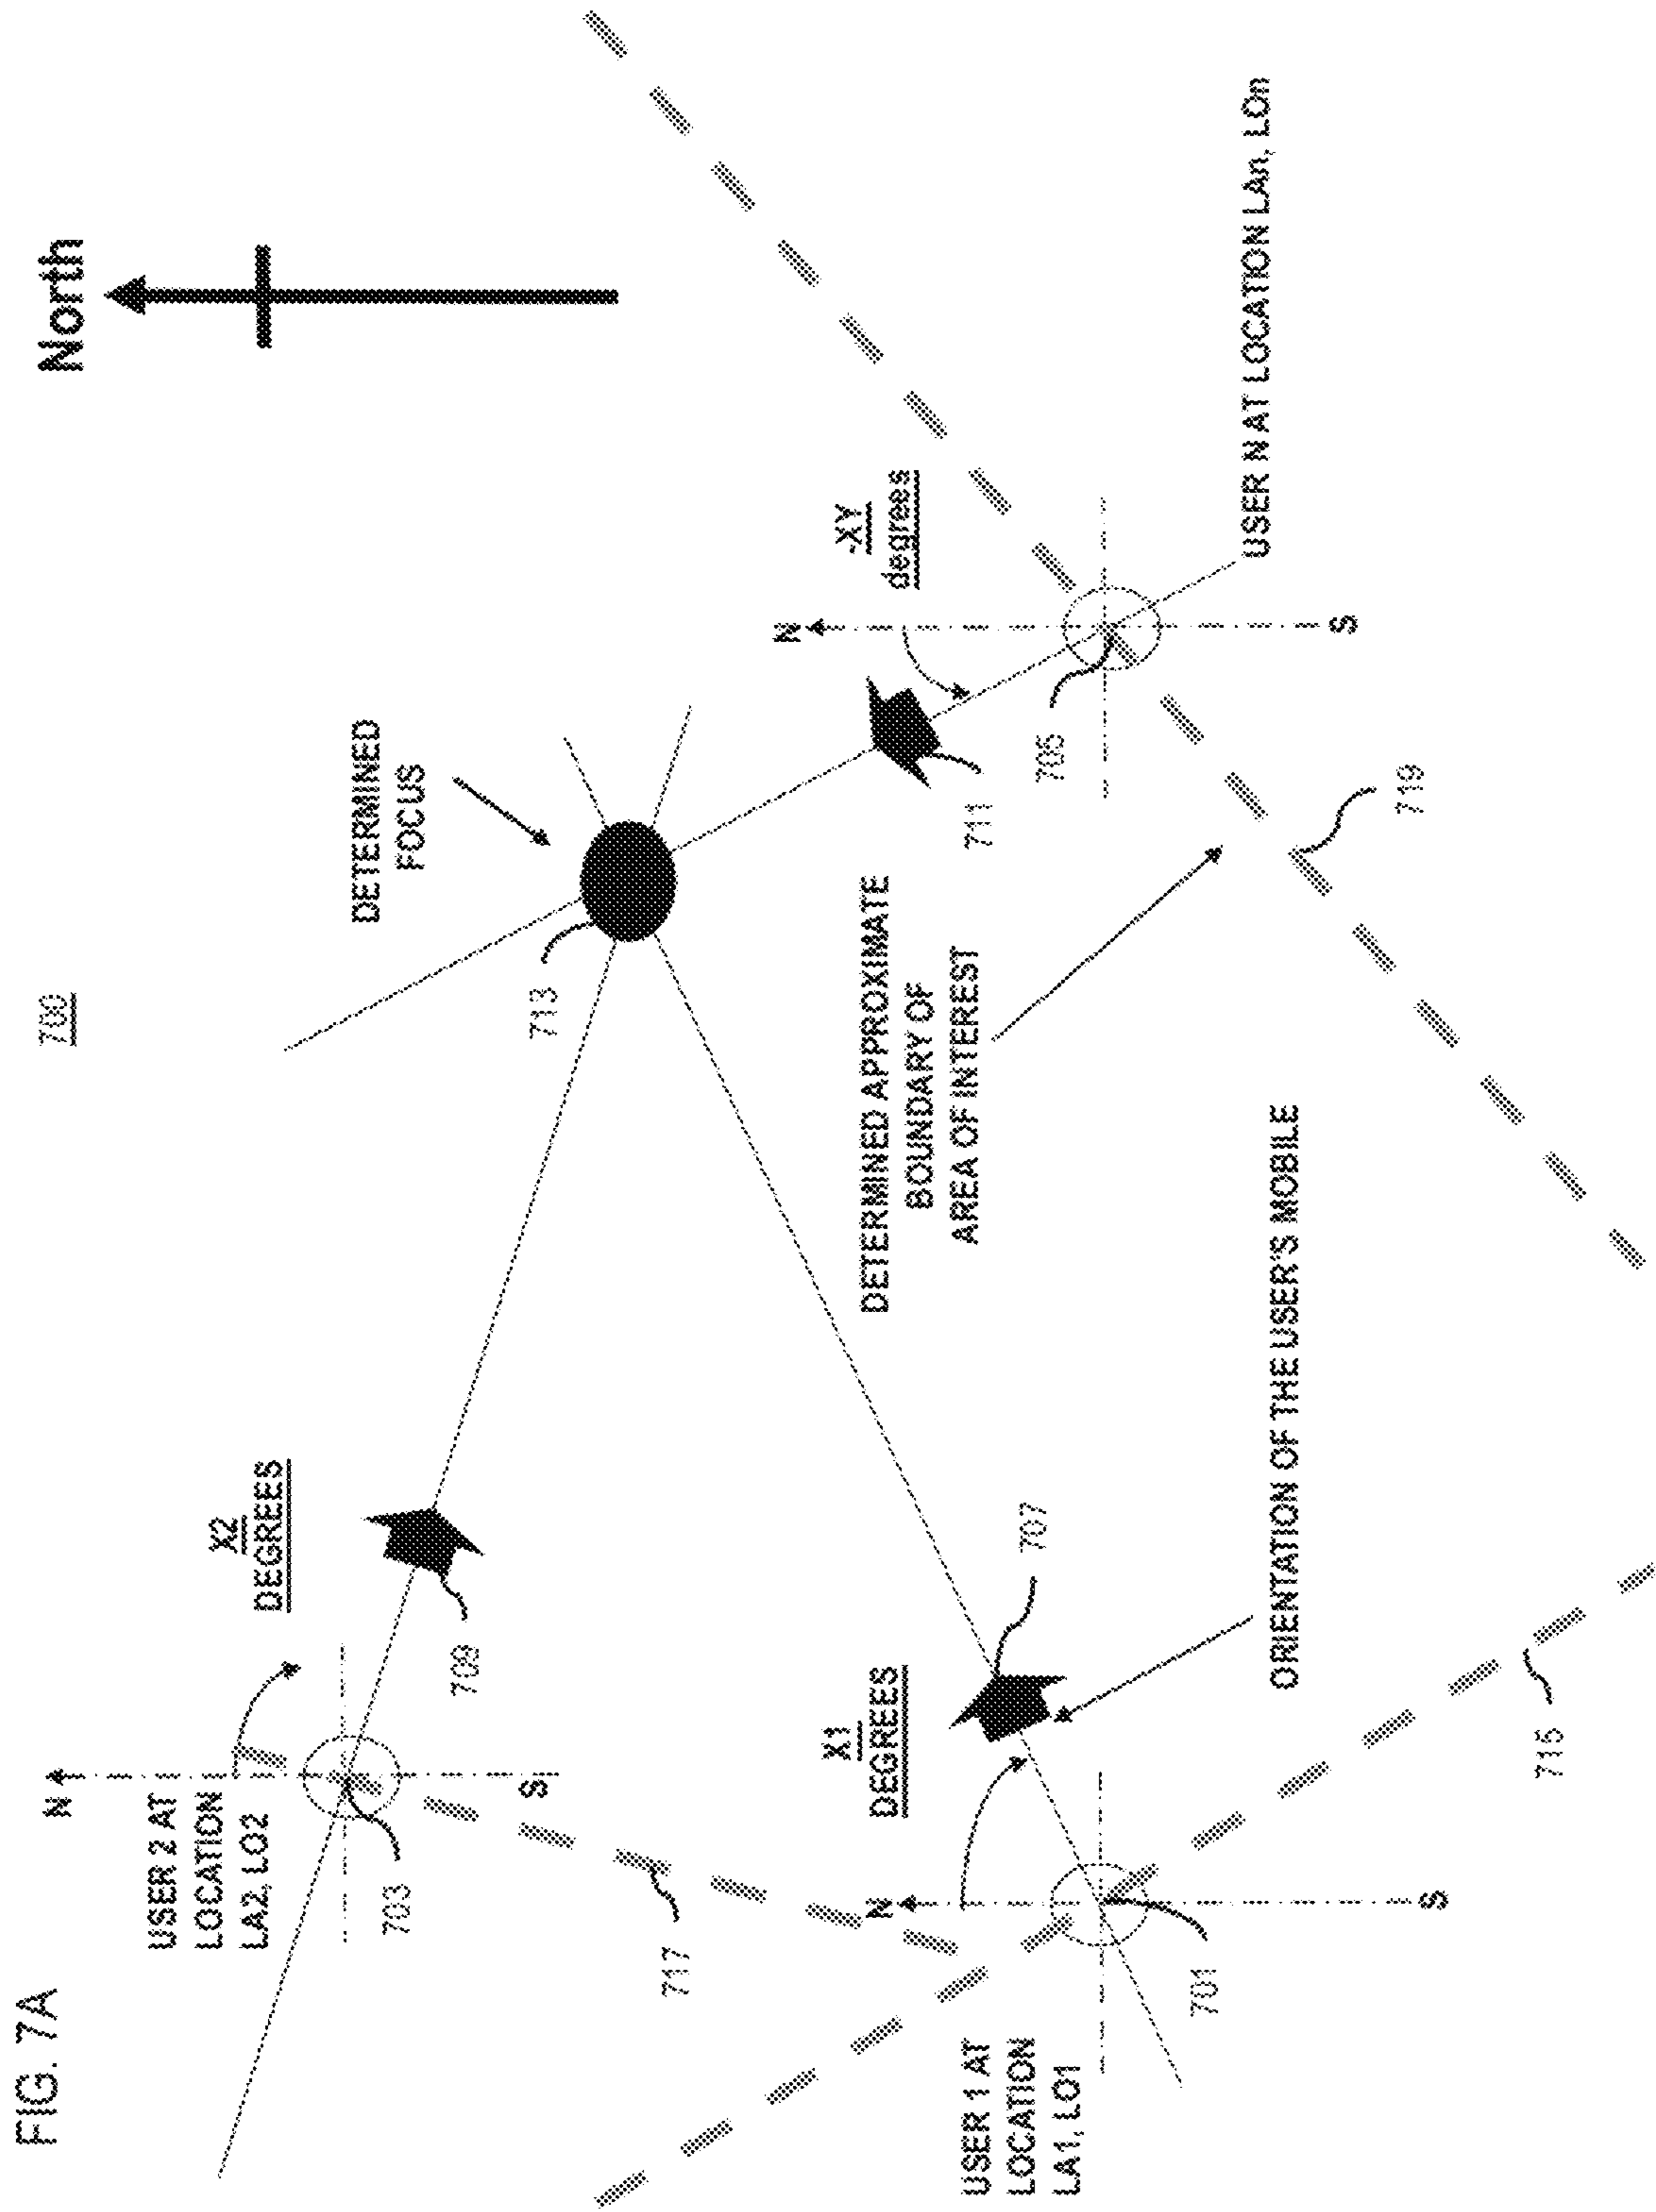 FIG. 7A
700
North
N
USER 2 AT
LOCATION
LA2, LO2
X2
DEGREES
S
703
709
DETERMINED
FOCUS
713
717
N
USER 1 AT
LOCATION
LA1, LO1
X1
DEGREES
707
S
701
DETERMINED APPROXIMATE
BOUNDARY OF
AREA OF INTEREST
711
N
-XY
degrees
705
S
USER N AT LOCATION LAn, LOn
ORIENTATION OF THE USER'S MOBILE
715
719